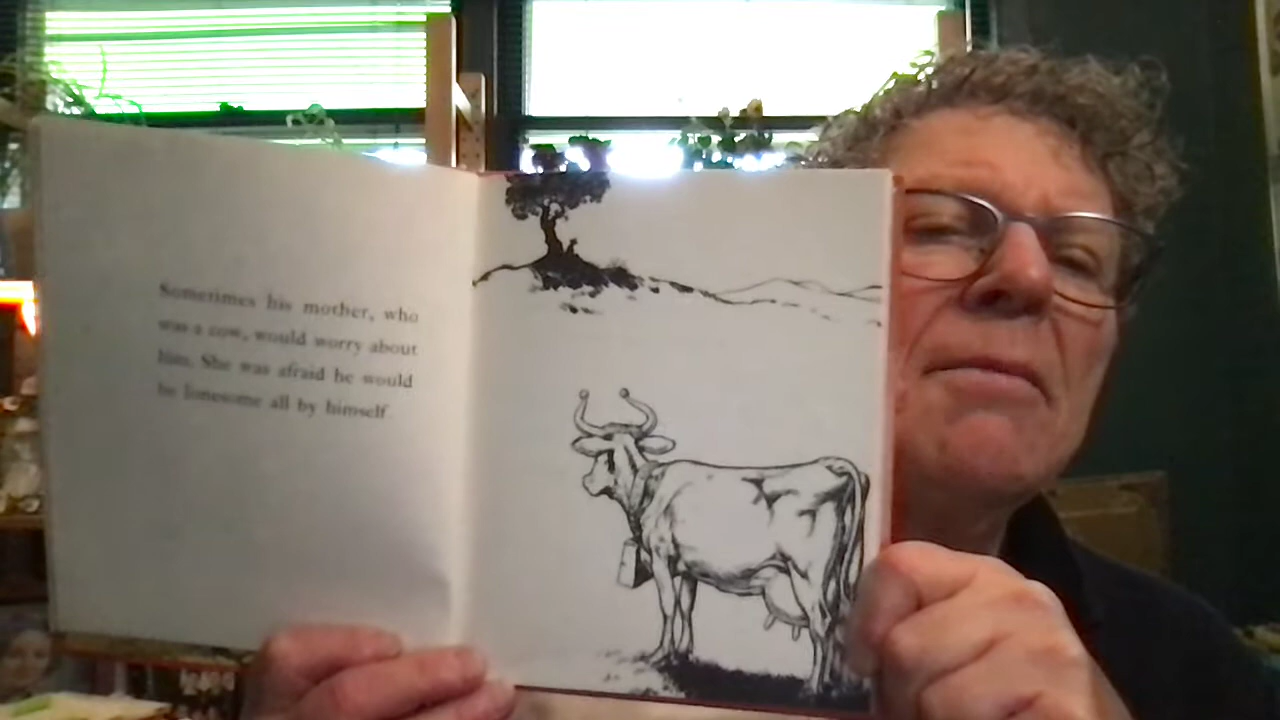 Sometimes his mother, who
was a cow, would worry about
him. She was afraid he would
be lonesome all by himself.